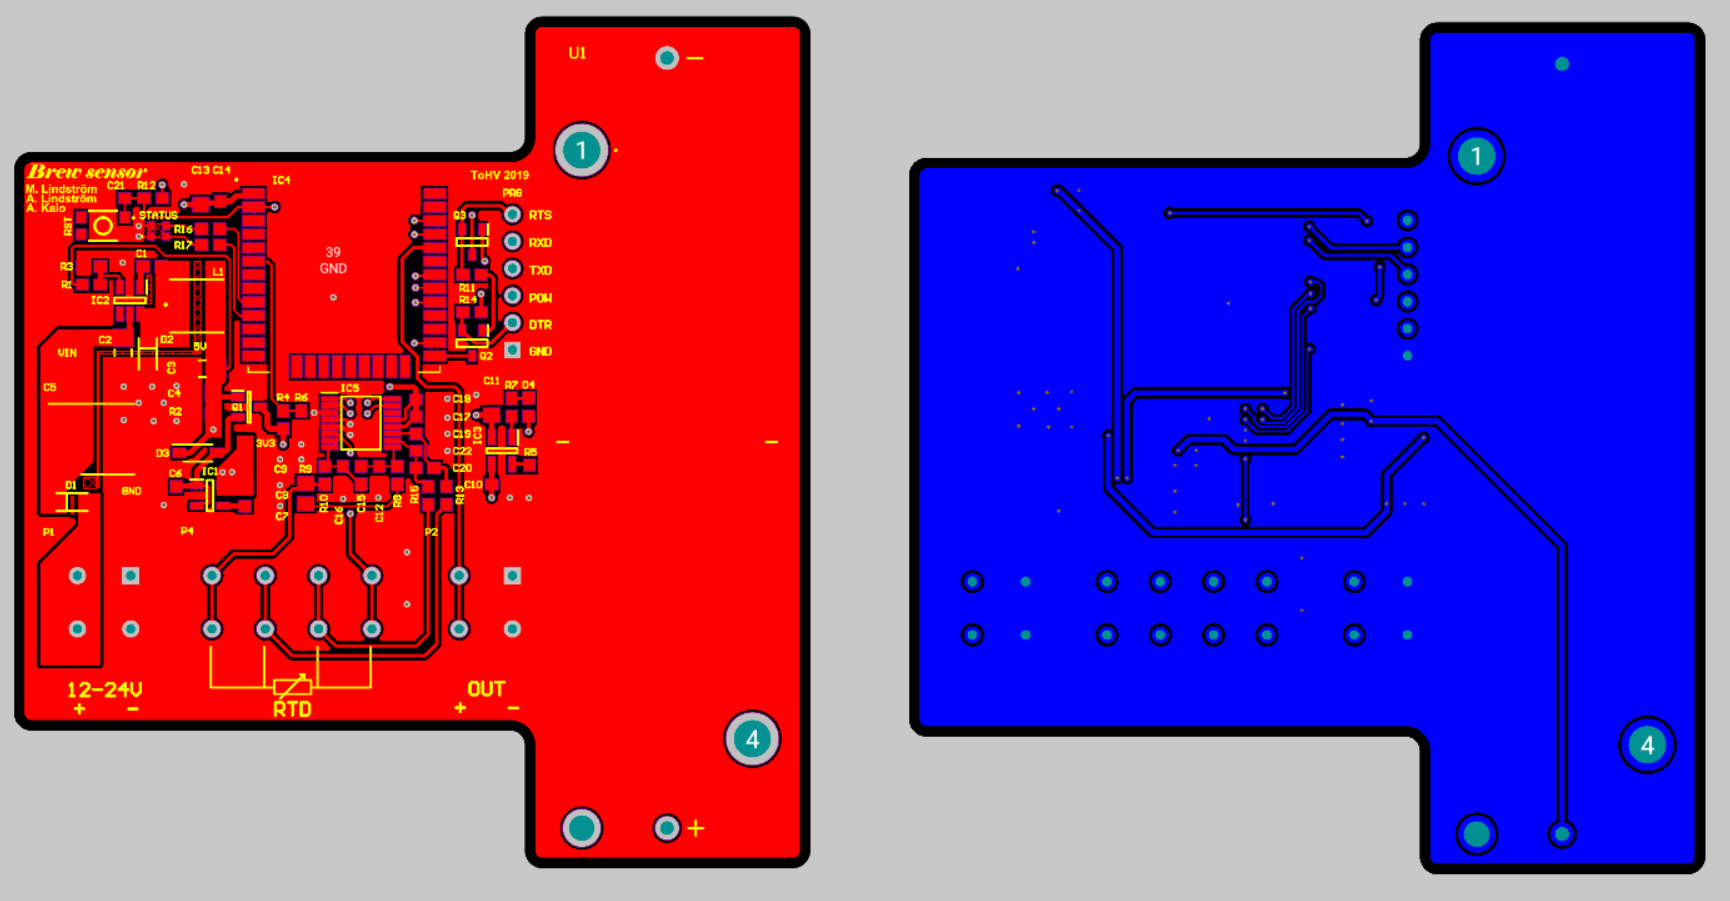 U1
−
1
Brew sensor
M. Lindström
A. Lindström
A. Kalo
C21 R12
C13 C14
IC4
ToHV 2019
PRG
RST
STATUS
R16
R17
Q3
RTS
RXD
TXD
POW
DTR
GND
39
GND
R3
C1
L1
IC2
R11
R14
Q2
VIN
C2
D2
5V
C3
C5
C4
R2
Q1
R4 R6
IC5
C11
R7 D4
C18
C17
C19
C22
C20
IC3
R5
C10
3V3
D3
C6
IC1
C9
R9
C8
C7
R10
C16
C15
C12
R8
R15
R13
D1
GND
P1
P4
P2
12-24V
+ −
RTD
OUT
+ −
4
+
1
4